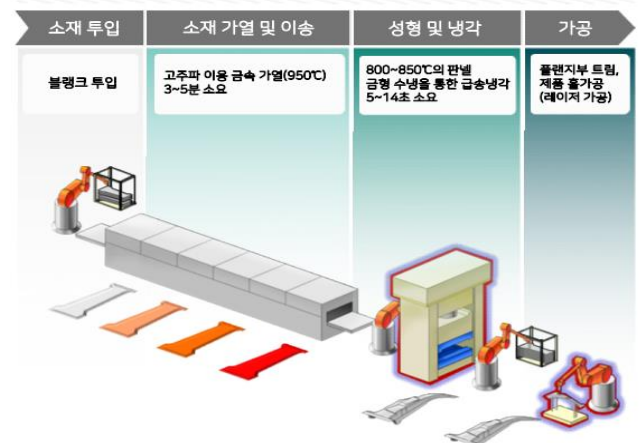 소재 투입
소재 가열 및 이송
성형 및 냉각
가공
블랭크 투입
고주파 이용 금속 가열(950℃)
3~5분 소요
800~850℃의 판넬
금형 수냉을 통한 급송냉각
5~14초 소요
플랜지부 트림,
제품 홀가공
(레이저 가공)